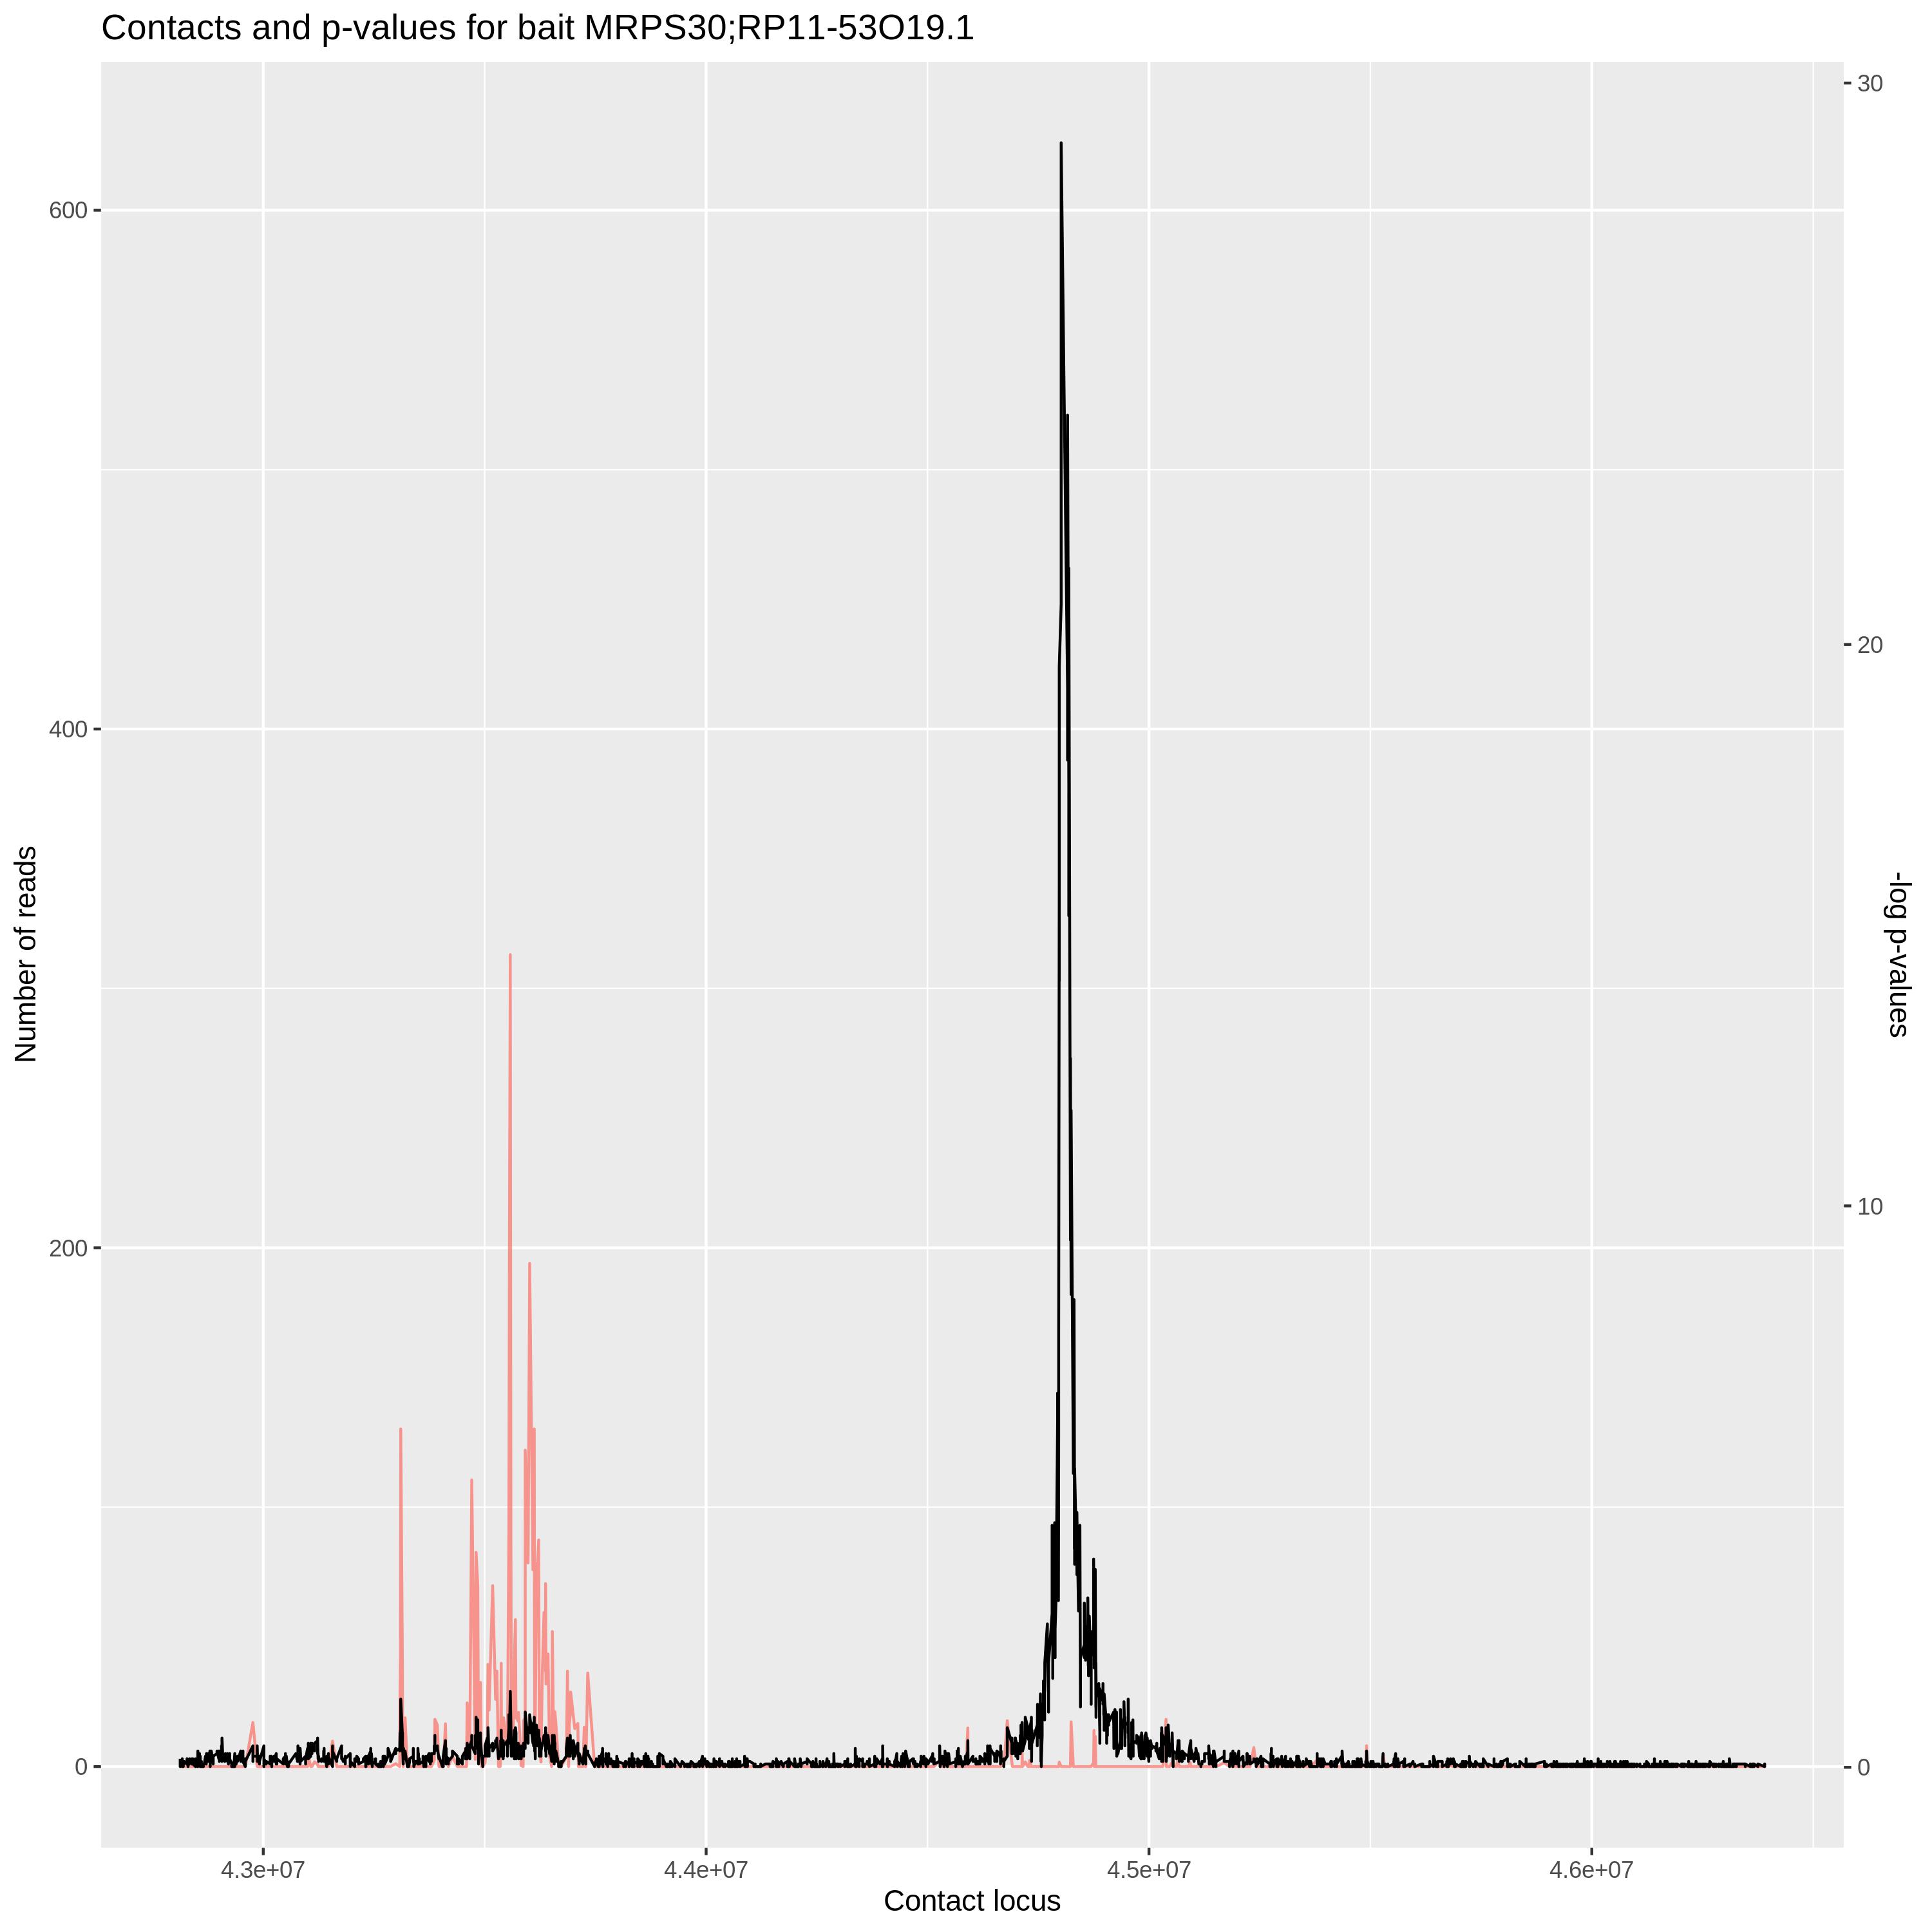 Contacts and p-values for bait MRPS30;RP11-53O19.1
Number of reads
600
400
200
0
30
20
10
0
-log p-values
4.3e+07
4.4e+07
4.5e+07
4.6e+07
Contact locus